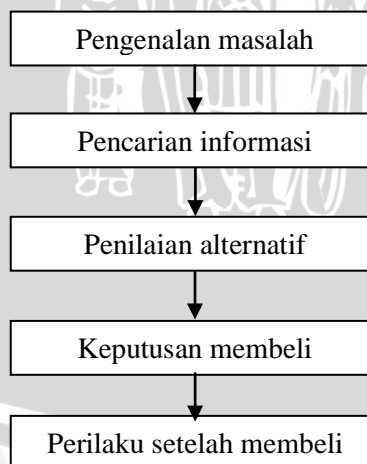 Pengenalan masalah
Pencarian informasi
Penilaian alternatif
Keputusan membeli
Perilaku setelah membeli